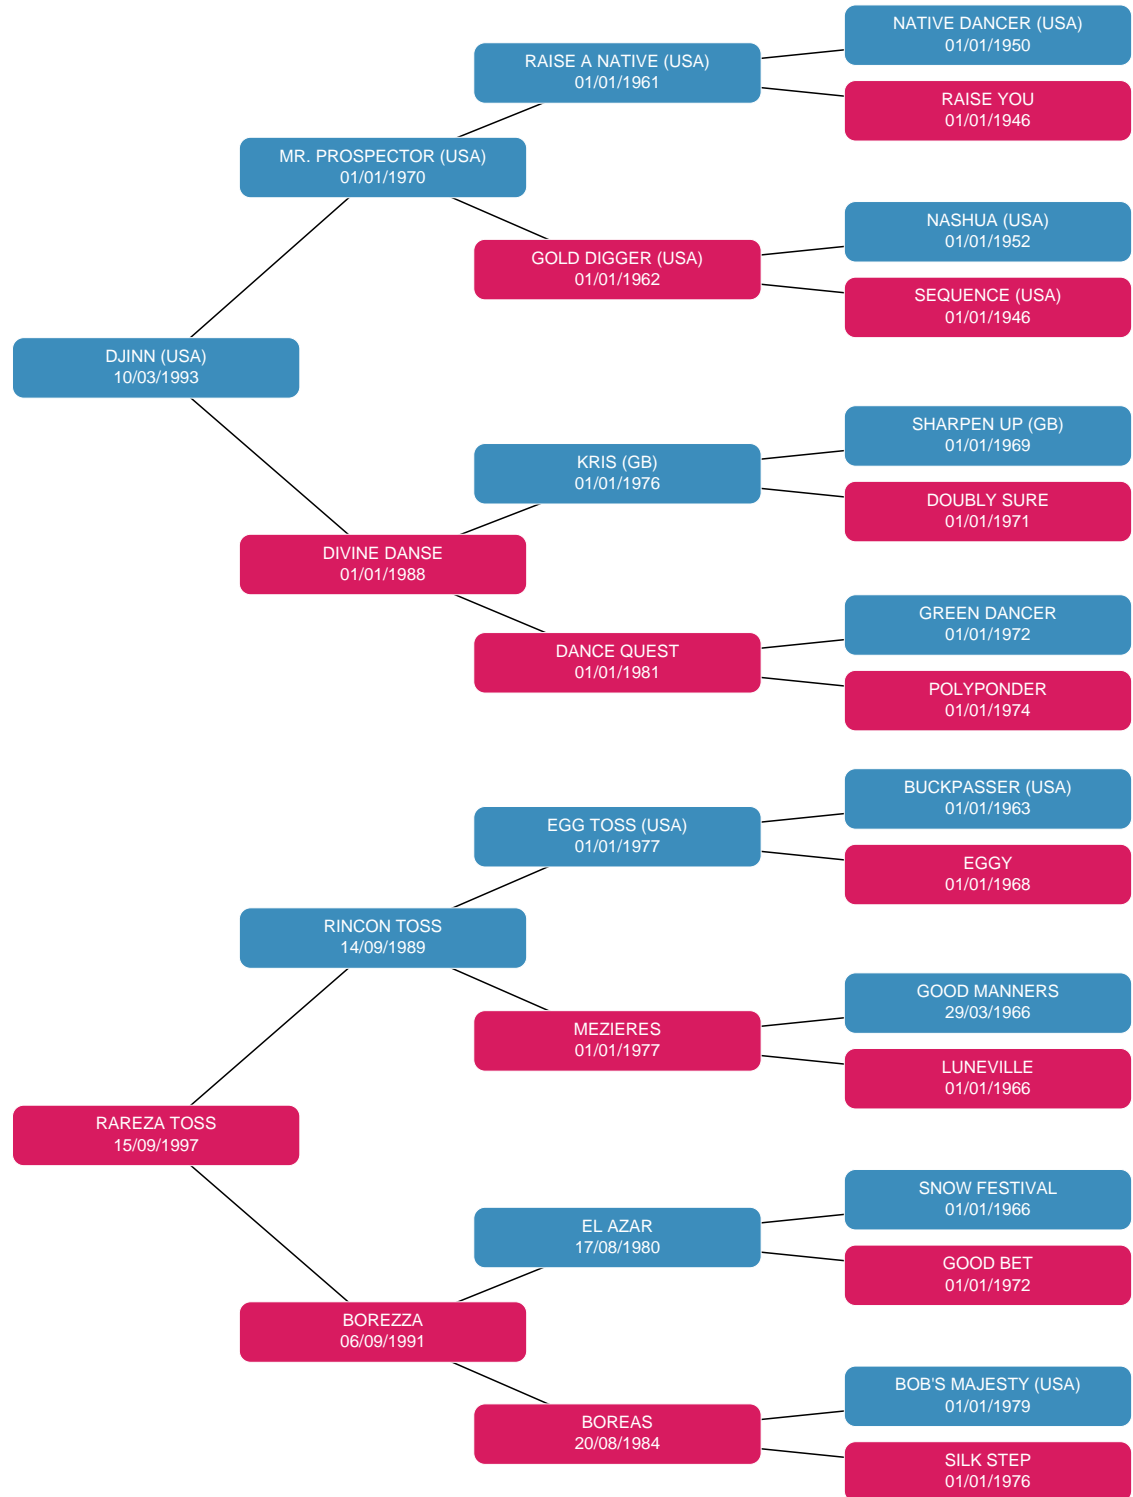 NATIVE DANCER (USA)
01/01/1950
RAISE A NATIVE (USA)
01/01/1961
RAISE YOU
01/01/1946
MR. PROSPECTOR (USA)
01/01/1970
NASHUA (USA)
01/01/1952
GOLD DIGGER (USA)
01/01/1962
SEQUENCE (USA)
01/01/1946
DJINN (USA)
10/03/1993
SHARPEN UP (GB)
01/01/1969
KRIS (GB)
01/01/1976
DOUBLY SURE
01/01/1971
DIVINE DANSE
01/01/1988
GREEN DANCER
01/01/1972
DANCE QUEST
01/01/1981
POLYPONDER
01/01/1974
BUCKPASSER (USA)
01/01/1963
EGG TOSS (USA)
01/01/1977
EGGY
01/01/1968
RINCON TOSS
14/09/1989
GOOD MANNERS
29/03/1966
MEZIERES
01/01/1977
LUNEVILLE
01/01/1966
RAREZA TOSS
15/09/1997
SNOW FESTIVAL
01/01/1966
EL AZAR
17/08/1980
GOOD BET
01/01/1972
BOREZZA
06/09/1991
BOB'S MAJESTY (USA)
01/01/1979
BOREAS
20/08/1984
SILK STEP
01/01/1976